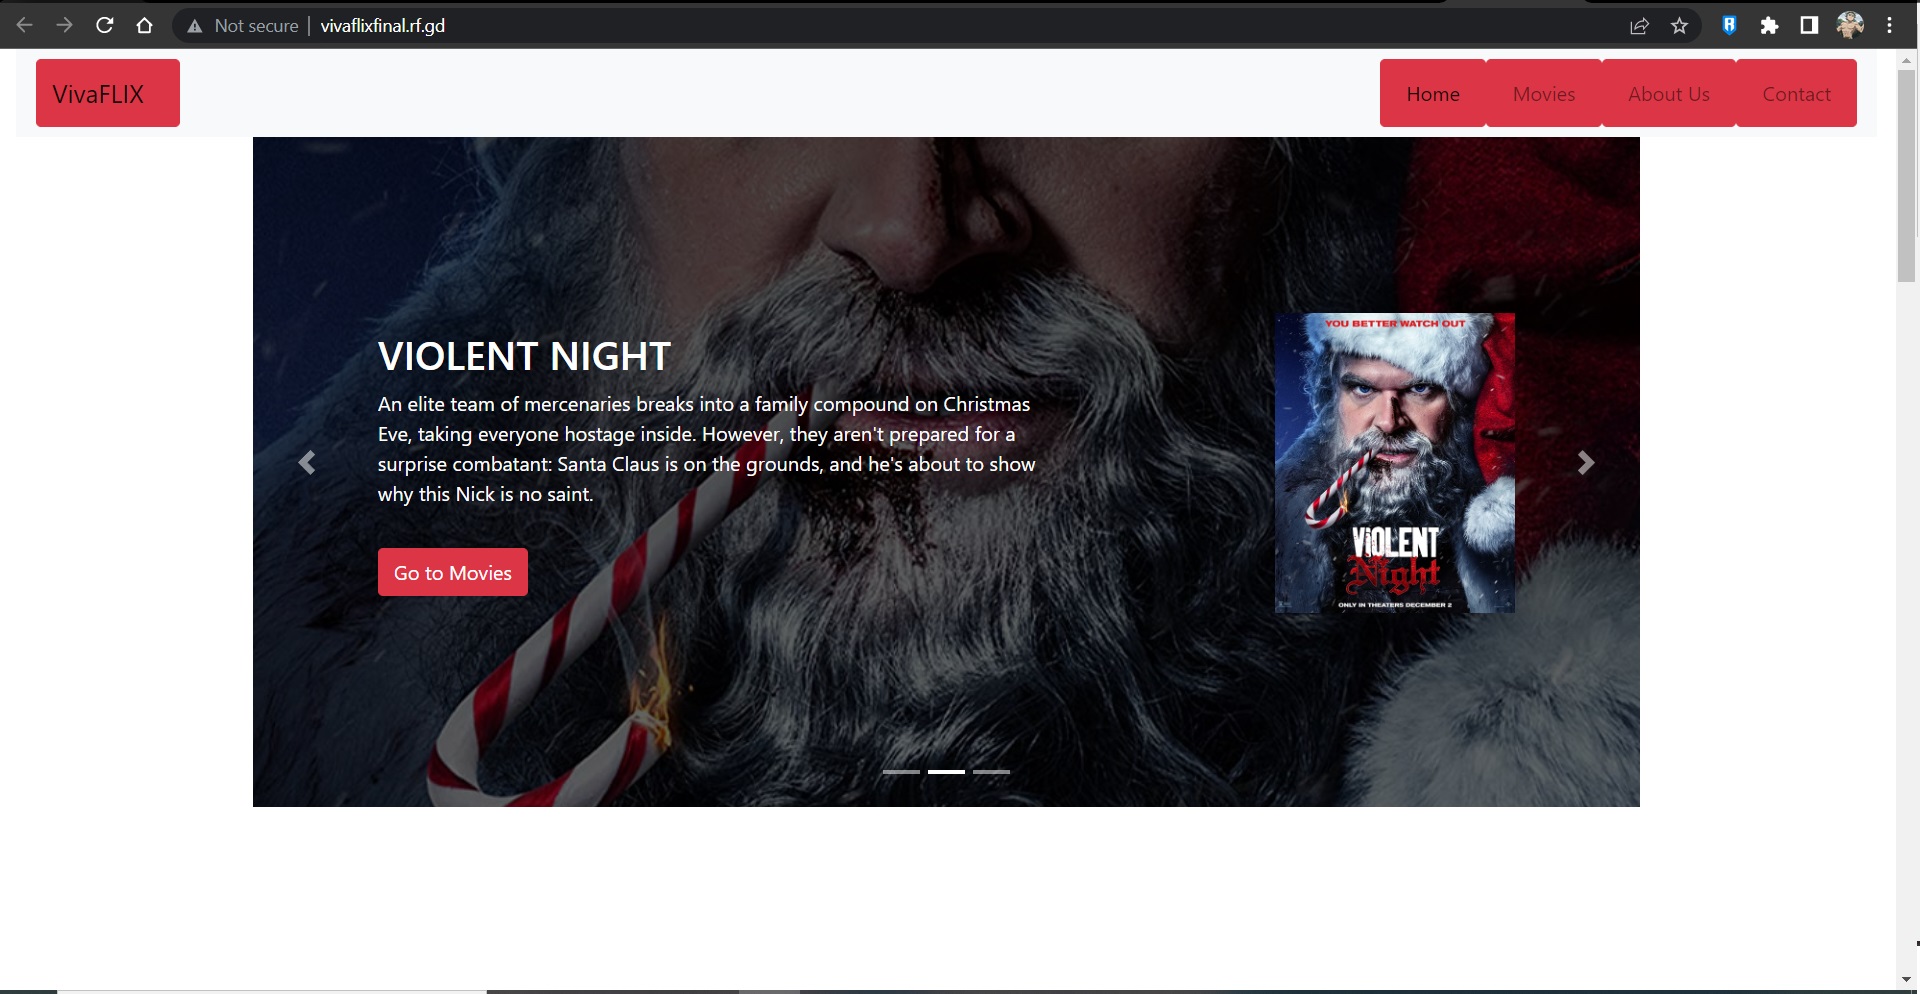 Not secure | vivaflixfinal.rf.gd
VivaFLIX
Home
Movies
About Us
Contact
VIOLENT NIGHT
An elite team of mercenaries breaks into a family compound on Christmas
Eve, taking everyone hostage inside. However, they aren't prepared for a
surprise combatant: Santa Claus is on the grounds, and he's about to show
why this Nick is no saint.
Go to Movies
YOU BETTER WATCH OUT
VIOLENT
Night
ONLY IN THEATERS DECEMBER 2